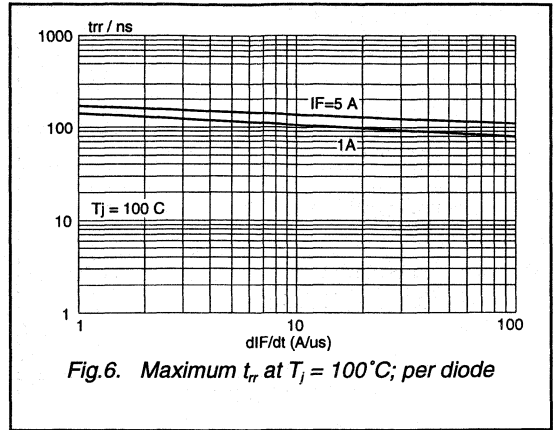 trr / ns
1000
IF=5 A
100
1A
Tj = 100 C
10
1
1 10 100
dIF/dt (A/us)
Fig.6. Maximum trr at Tj = 100°C; per diode